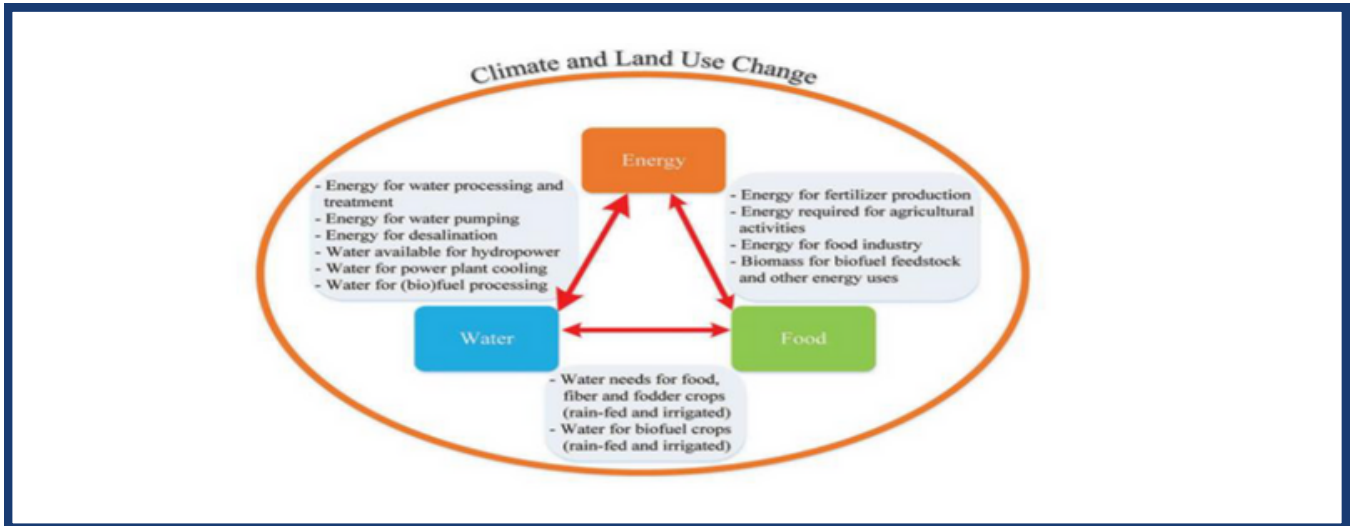 Climate and Land Use Change
Energy
- Energy for water processing and
treatment
- Energy for water pumping
- Energy for desalination
- Water available for hydropower
- Water for power plant cooling
- Water for (bio)fuel processing
- Energy for fertilizer production
- Energy required for agricultural
activities
- Energy for food industry
- Biomass for biofuel feedstock
and other energy uses
Water
Food
- Water needs for food,
fiber and fodder crops
(rain-fed and irrigated)
- Water for biofuel crops
(rain-fed and irrigated)